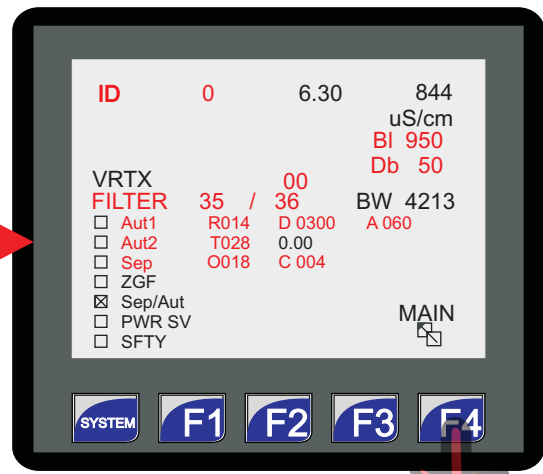 ID 0 6.30 844
uS/cm
Bl 950
Db 50
VRTX 00
FILTER 35 / 36 BW 4213
☐ Aut1 R014 D 0300 A 060
☐ Aut2 T028 0.00
☐ Sep O018 C 004
☐ ZGF
☒ Sep/Aut
☐ PWR SV
☐ SFTY
MAIN
SYSTEM F1 F2 F3 F4